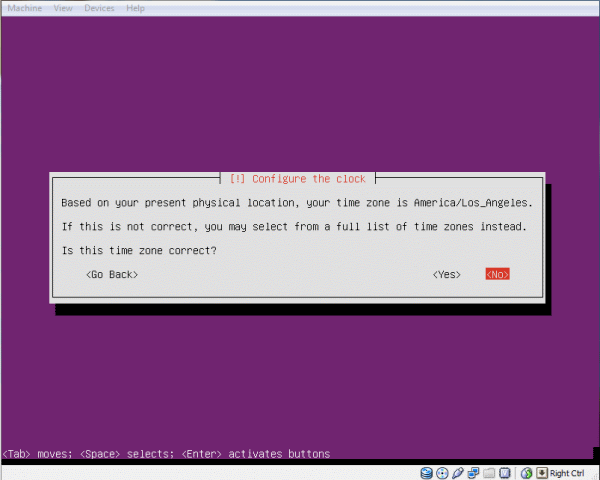 Machine View Devices Help
[!] Configure the clock
Based on your present physical location, your time zone is America/Los_Angeles.
If this is not correct, you may select from a full list of time zones instead.
Is this time zone correct?
<Go Back> <Yes> <No>
<Tab> moves; <Space> selects; <Enter> activates buttons
Right Ctrl